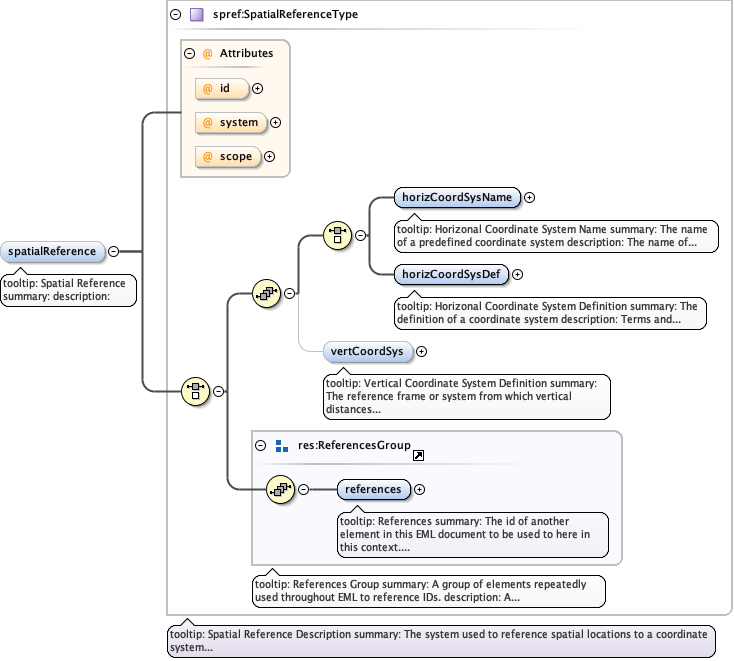 spref:SpatialReferenceType
@ Attributes
@ id
@ system
@ scope
horizCoordSysName
tooltip: Horizonal Coordinate System Name summary: The name
of a predefined coordinate system description: The name of...
spatialReference
tooltip: Spatial Reference
summary: description:
horizCoordSysDef
tooltip: Horizonal Coordinate System Definition summary: The
definition of a coordinate system description: Terms and...
vertCoordSys
tooltip: Vertical Coordinate System Definition summary:
The reference frame or system from which vertical
distances...
res:ReferencesGroup
references
tooltip: References summary: The id of another
element in this EML document to be used to here in
this context....
tooltip: References Group summary: A group of elements repeatedly
used throughout EML to reference IDs. description: A...
tooltip: Spatial Reference Description summary: The system used to reference spatial locations to a coordinate
system...